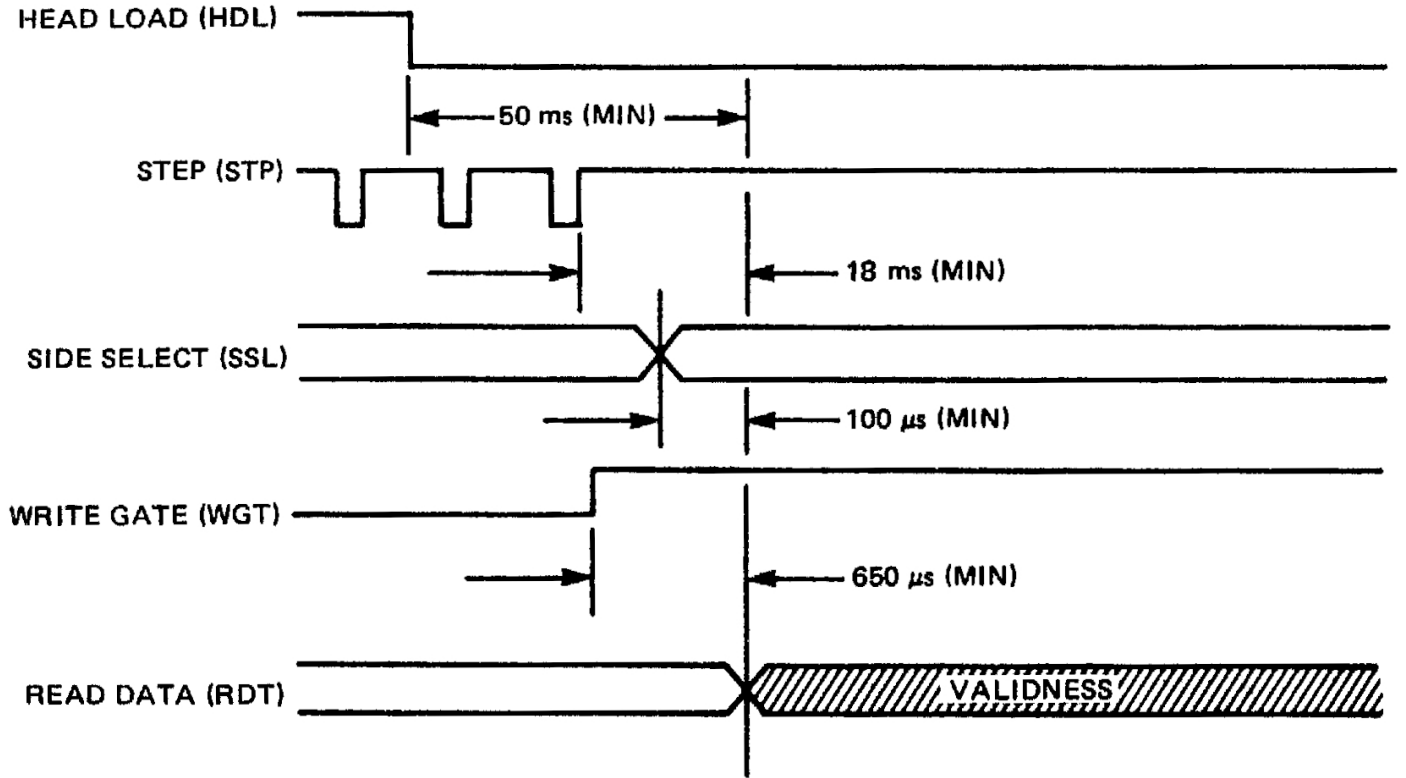 HEAD LOAD (HDL)
50 ms (MIN)
STEP (STP)
18 ms (MIN)
SIDE SELECT (SSL)
100 μs (MIN)
WRITE GATE (WGT)
650 μs (MIN)
READ DATA (RDT)
VALIDNESS